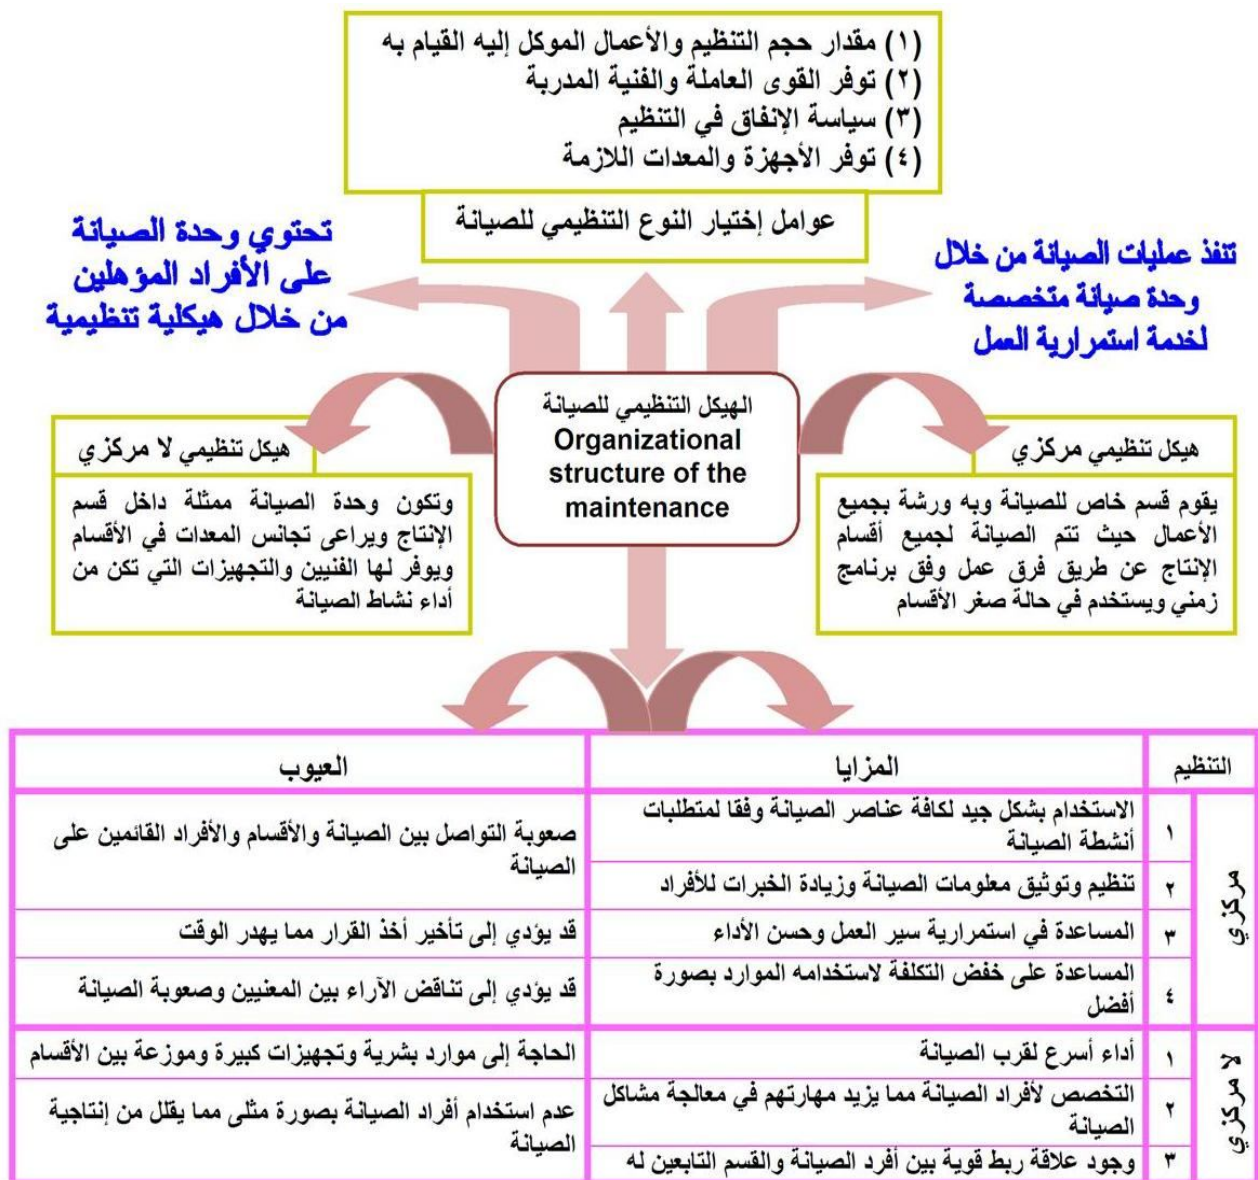 (١) مقدار حجم التنظيم والأعمال الموكل إليه القيام به
(٢) توفر القوى العاملة والفنية المدربة
(٣) سياسة الإنفاق في التنظيم
(٤) توفر الأجهزة والمعدات اللازمة
عوامل إختيار النوع التنظيمي للصيانة
تنفذ عمليات الصيانة من خلال
وحدة صيانة متخصصة
لخدمة استمرارية العمل
تحتوي وحدة الصيانة
على الأفراد المؤهلين
من خلال هيكلية تنظيمية
الهيكل التنظيمي للصيانة
Organizational
structure of the
maintenance
هيكل تنظيمي مركزي
يقوم قسم خاص للصيانة وبه ورشة بجميع
الأعمال حيث تتم الصيانة لجميع أقسام
الإنتاج عن طريق فرق عمل وفق برنامج
زمني ويستخدم في حالة صغر الأقسام
هيكل تنظيمي لا مركزي
وتكون وحدة الصيانة ممثلة داخل قسم
الإنتاج ويراعى تجانس المعدات في الأقسام
ويوفر لها الفنيين والتجهيزات التي تكن من
أداء نشاط الصيانة
التنظيم المزايا العيوب
مركزي
١ الاستخدام بشكل جيد لكافة عناصر الصيانة وفقا لمتطلبات
أنشطة الصيانة
صعوبة التواصل بين الصيانة والأقسام والأفراد القائمين على
الصيانة
٢ تنظيم وتوثيق معلومات الصيانة وزيادة الخبرات للأفراد
٣ المساعدة في استمرارية سير العمل وحسن الأداء قد يؤدي إلى تأخير أخذ القرار مما يهدر الوقت
٤ المساعدة على خفض التكلفة لاستخدامه الموارد بصورة
أفضل
قد يؤدي إلى تناقض الآراء بين المعنيين وصعوبة الصيانة
لا مركزي
١ أداء أسرع لقرب الصيانة الحاجة إلى موارد بشرية وتجهيزات كبيرة وموزعة بين الأقسام
٢ التخصص لأفراد الصيانة مما يزيد مهارتهم في معالجة مشاكل
الصيانة
عدم استخدام أفراد الصيانة بصورة مثلى مما يقلل من إنتاجية
الصيانة
٣ وجود علاقة ربط قوية بين أفرد الصيانة والقسم التابعين له